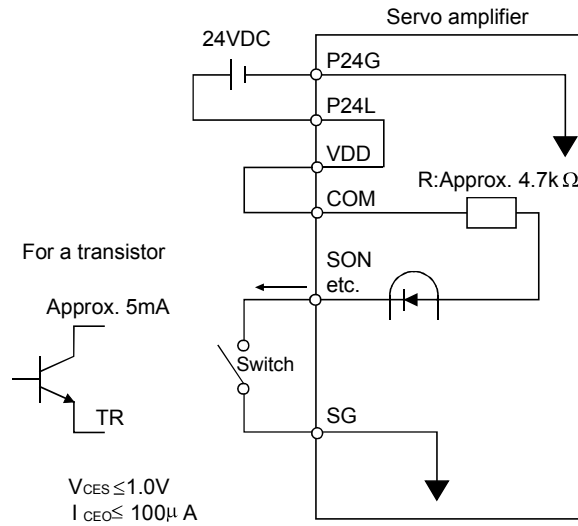 Servo amplifier
24VDC
P24G
P24L
VDD
R:Approx. 4.7k Ω
COM
For a transistor
SON
etc.
Approx. 5mA
Switch
TR
SG
VCES ≤1.0V
I CEO≤ 100μ A